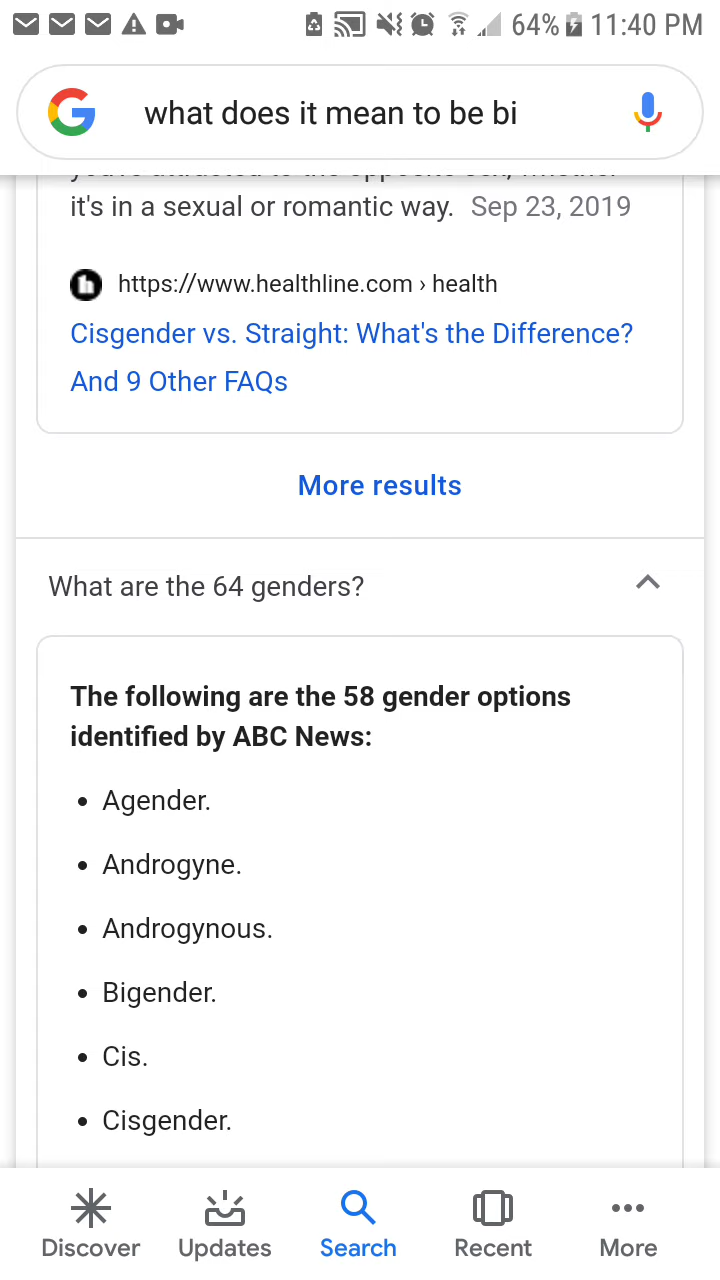 64% 11:40 PM
what does it mean to be bi
it's in a sexual or romantic way. Sep 23, 2019
https://www.healthline.com › health
Cisgender vs. Straight: What's the Difference?
And 9 Other FAQs
More results
What are the 64 genders?
The following are the 58 gender options
identified by ABC News:
• Agender.
• Androgyne.
• Androgynous.
• Bigender.
• Cis.
• Cisgender.
Discover Updates Search Recent More